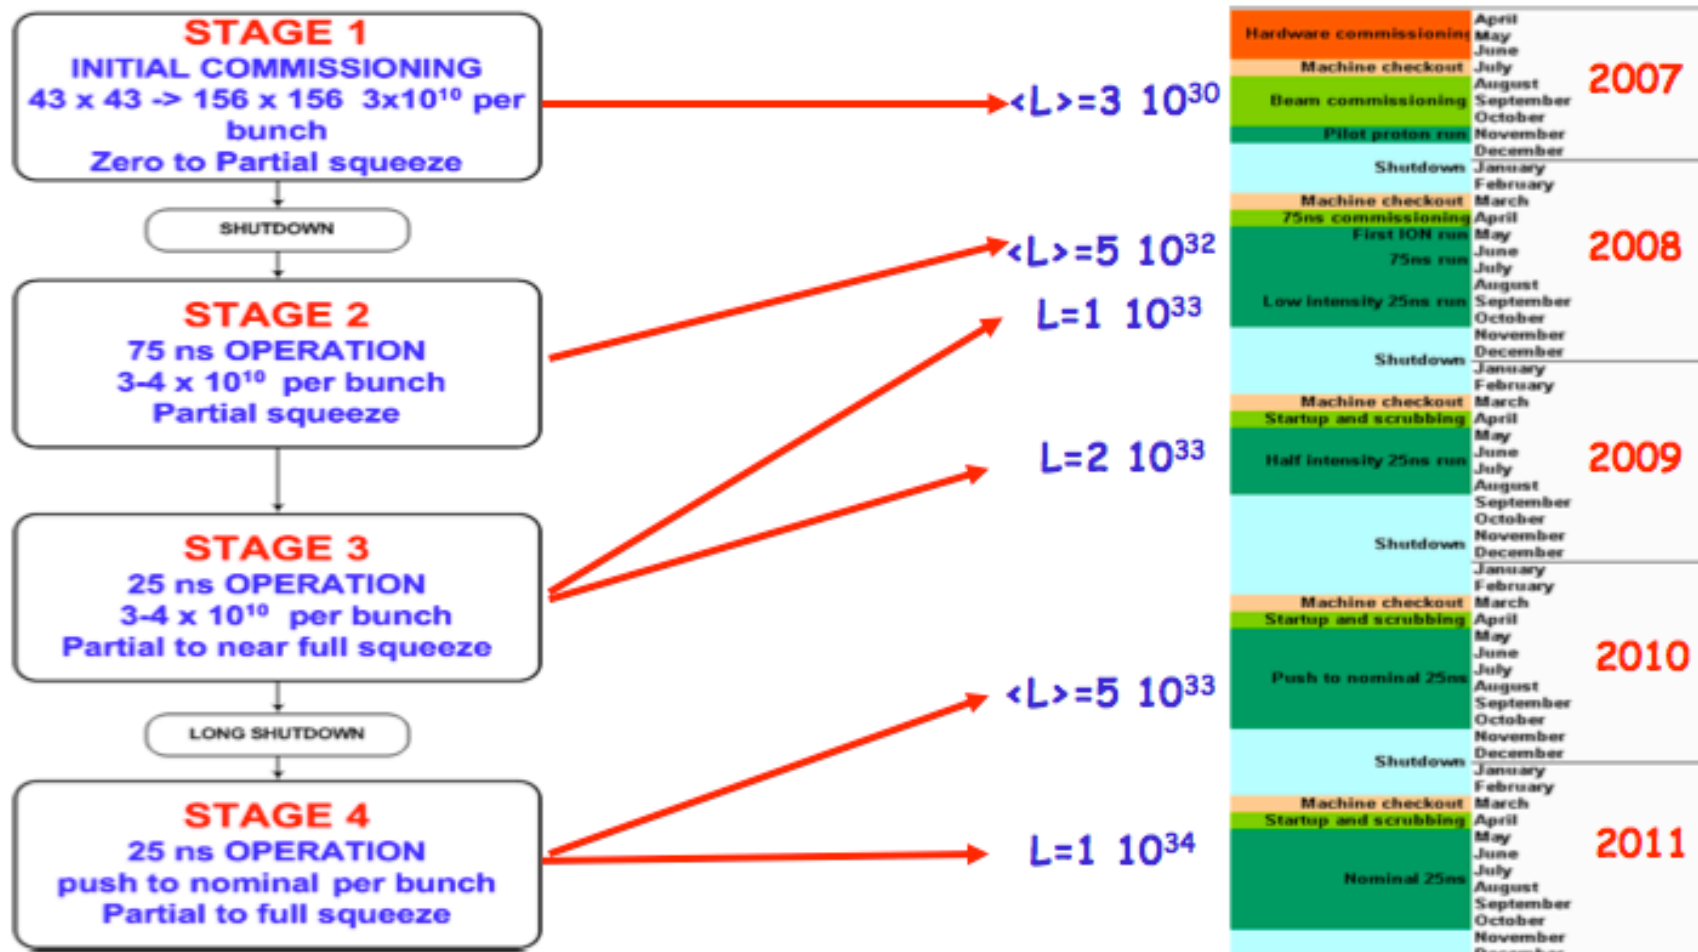 STAGE 1
INITIAL COMMISSIONING
43 x 43 -> 156 x 156 3x10¹⁰ per
bunch
Zero to Partial squeeze
SHUTDOWN
STAGE 2
75 ns OPERATION
3-4 x 10¹⁰ per bunch
Partial squeeze
STAGE 3
25 ns OPERATION
3-4 x 10¹⁰ per bunch
Partial to near full squeeze
LONG SHUTDOWN
STAGE 4
25 ns OPERATION
push to nominal per bunch
Partial to full squeeze
<L>=3 10³⁰
<L>=5 10³²
L=1 10³³
L=2 10³³
<L>=5 10³³
L=1 10³⁴
Hardware commissioning
Machine checkout
Beam commissioning
Pilot proton run
Shutdown
Machine checkout
75ns commissioning
First ION run
75ns run
Low intensity 25ns run
Shutdown
Machine checkout
Startup and scrubbing
Half intensity 25ns run
Shutdown
Machine checkout
Startup and scrubbing
Push to nominal 25ns
Shutdown
Machine checkout
Startup and scrubbing
Nominal 25ns
April
May
June
July
August
September
October
November
December
January
February
March
April
May
June
July
August
September
October
November
December
January
February
March
April
May
June
July
August
September
October
November
December
January
February
March
April
May
June
July
August
September
October
November
December
January
February
March
April
May
June
July
August
September
October
November
2007
2008
2009
2010
2011